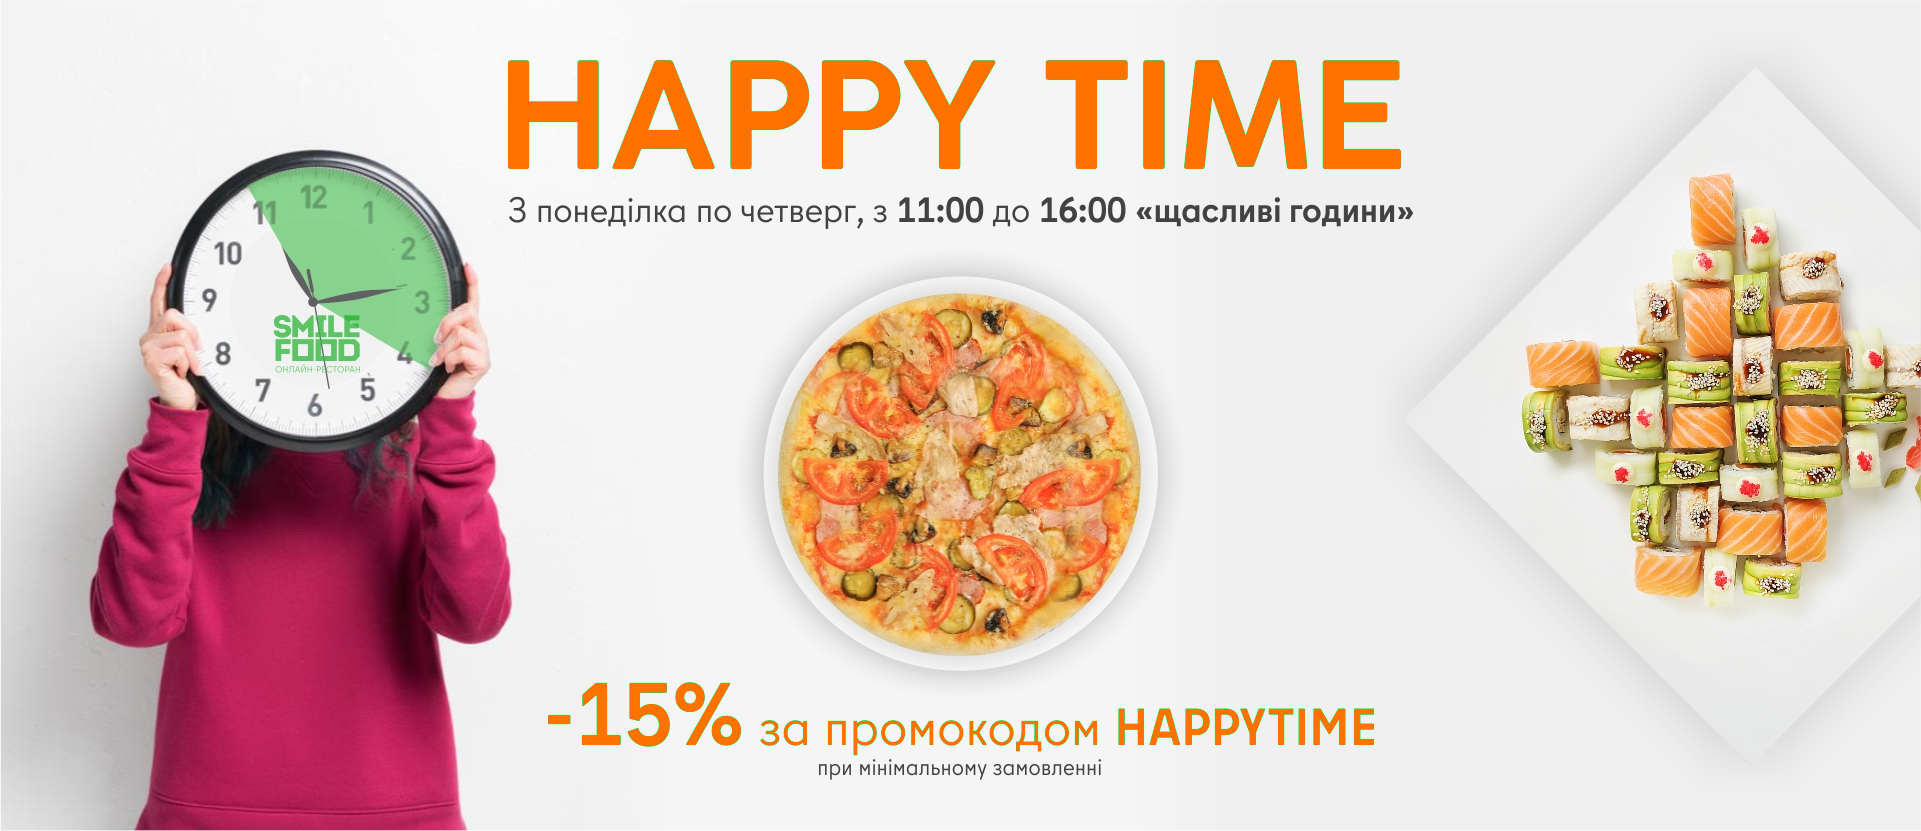 HAPPY TIME
З понеділка по четверг, з 11:00 до 16:00 «щасливі години»
12
11
1
10
2
9
3
SMILE
FOOD
ОНЛАЙН-РЕСТОРАН
8
4
7
5
6
-15% за промокодом HAPPYTIME
при мінімальному замовленні